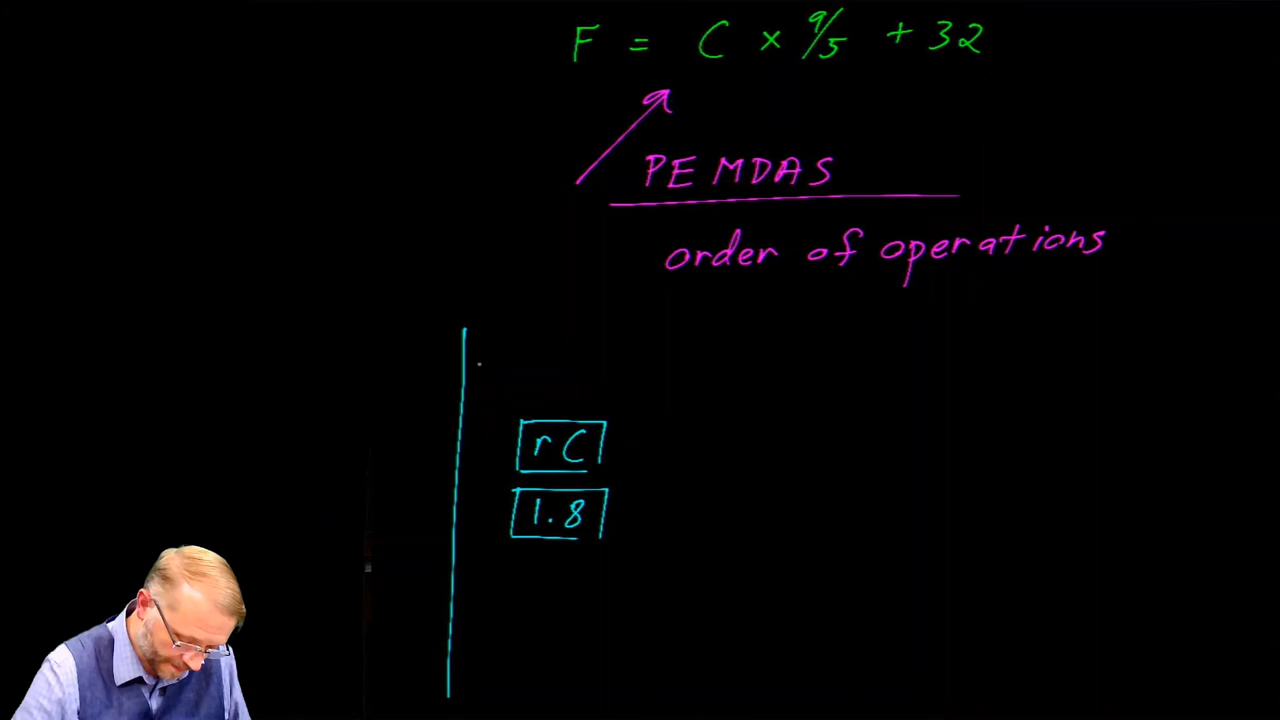 F = C × 9/5 + 32
PEMDAS
order of operations
rC
1.8